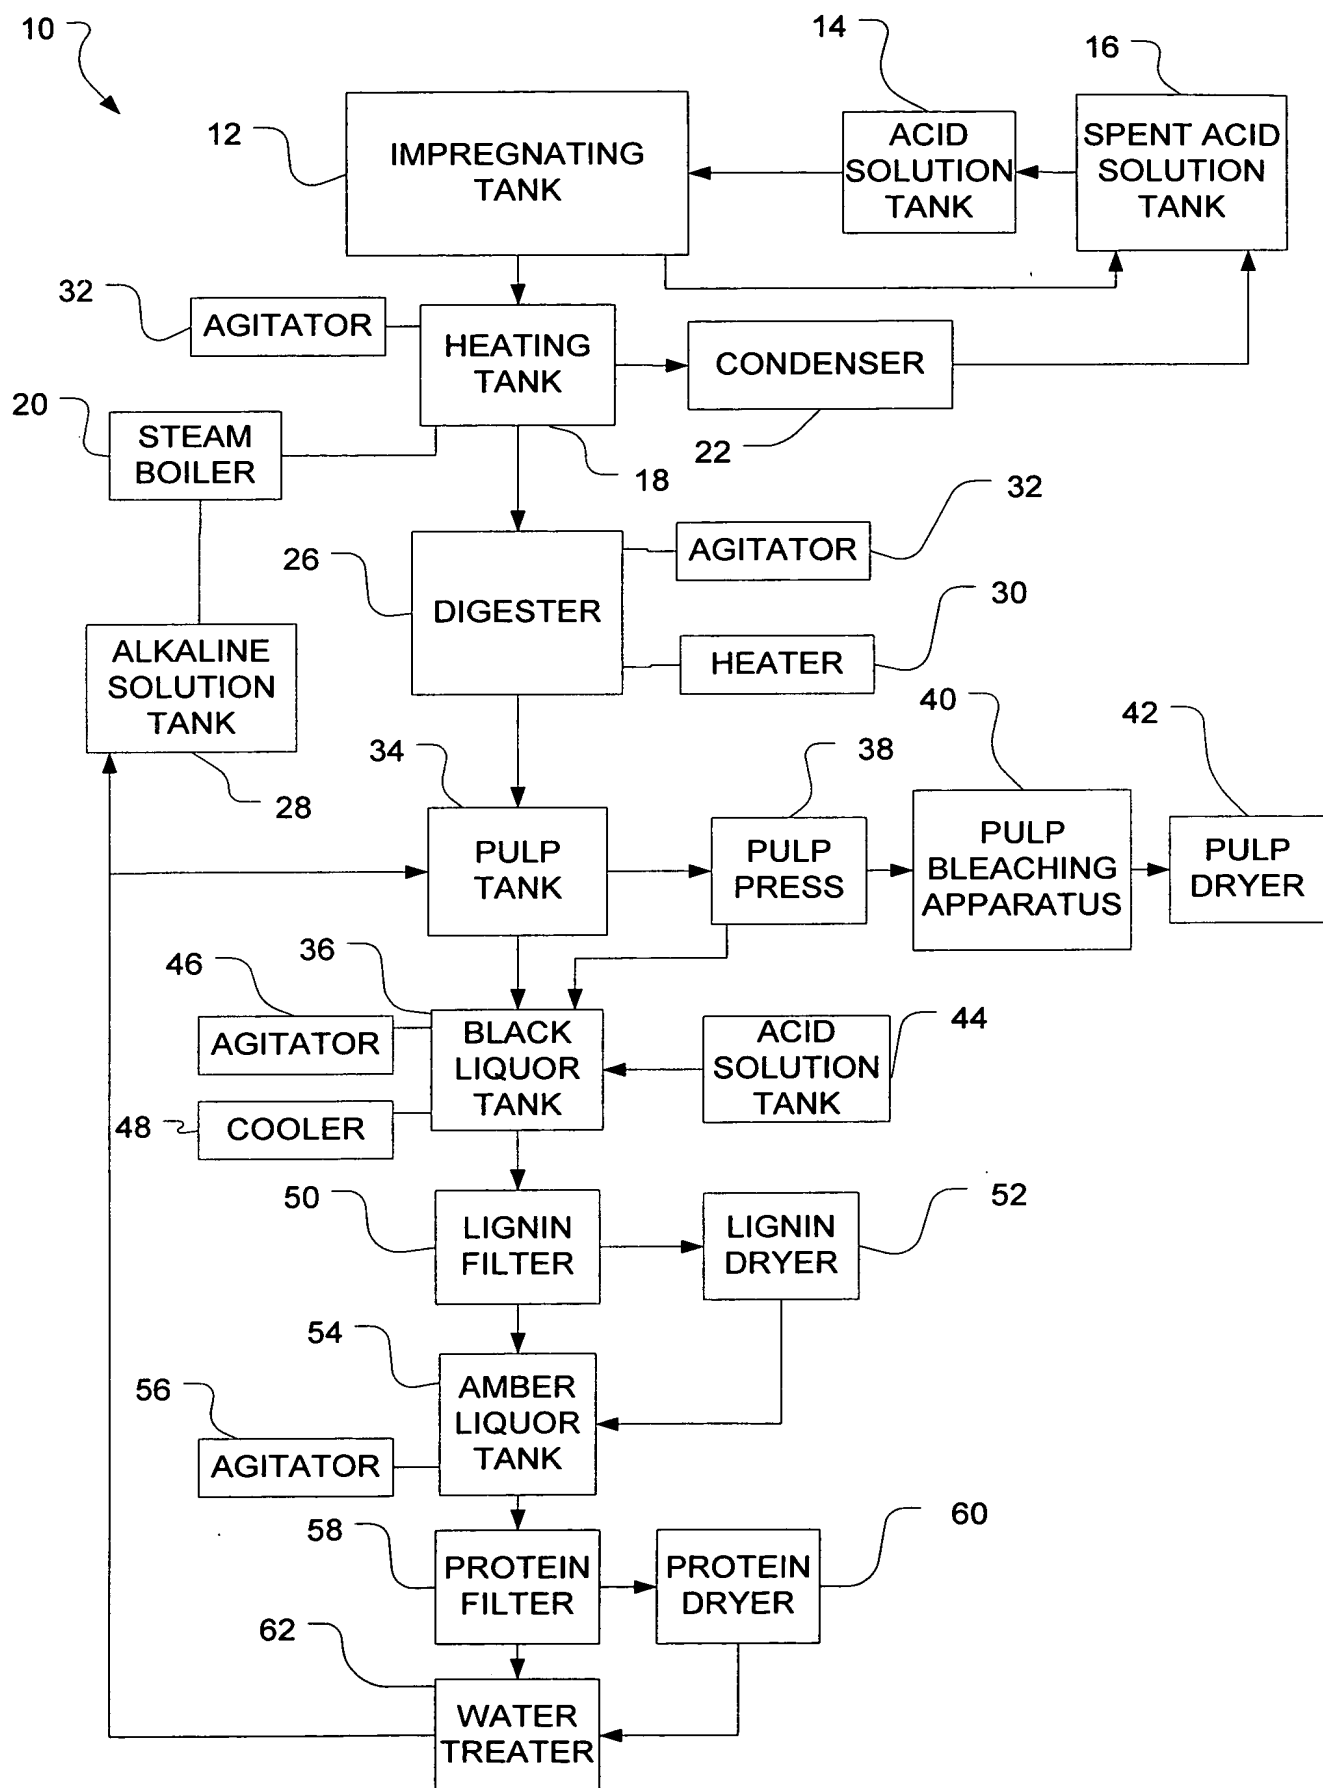 10
14
16
12
IMPREGNATING
TANK
ACID
SOLUTION
TANK
SPENT ACID
SOLUTION
TANK
32
AGITATOR
HEATING
TANK
CONDENSER
20
STEAM
BOILER
22
18
32
26
AGITATOR
DIGESTER
30
HEATER
ALKALINE
SOLUTION
TANK
28
34
38
40
42
PULP
TANK
PULP
PRESS
PULP
BLEACHING
APPARATUS
PULP
DRYER
46
36
AGITATOR
BLACK
LIQUOR
TANK
ACID
SOLUTION
TANK
44
48
COOLER
50
LIGNIN
FILTER
LIGNIN
DRYER
52
54
56
AMBER
LIQUOR
TANK
AGITATOR
58
PROTEIN
FILTER
PROTEIN
DRYER
60
62
WATER
TREATER